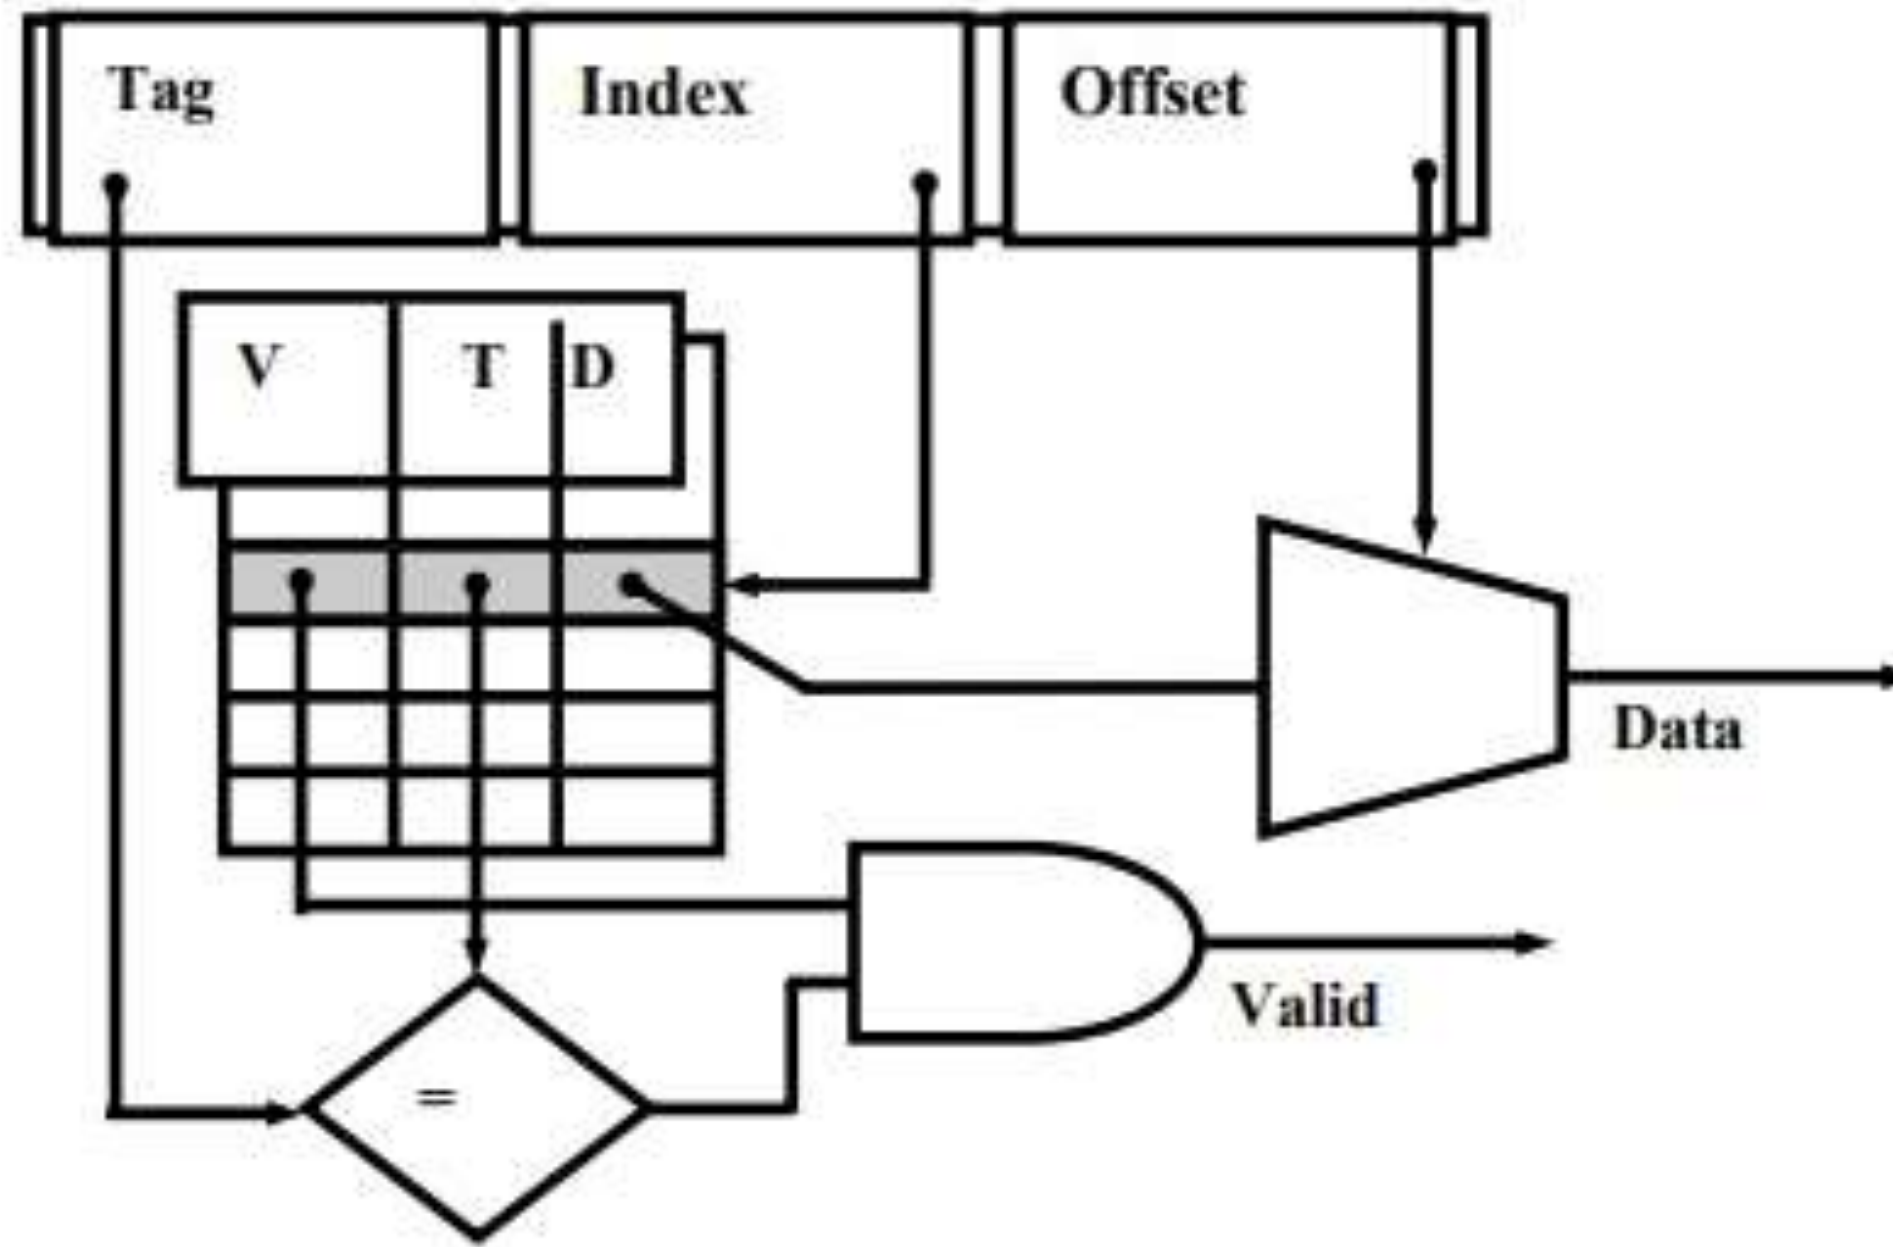 Tag Index Offset
V T D
Data
Valid
=